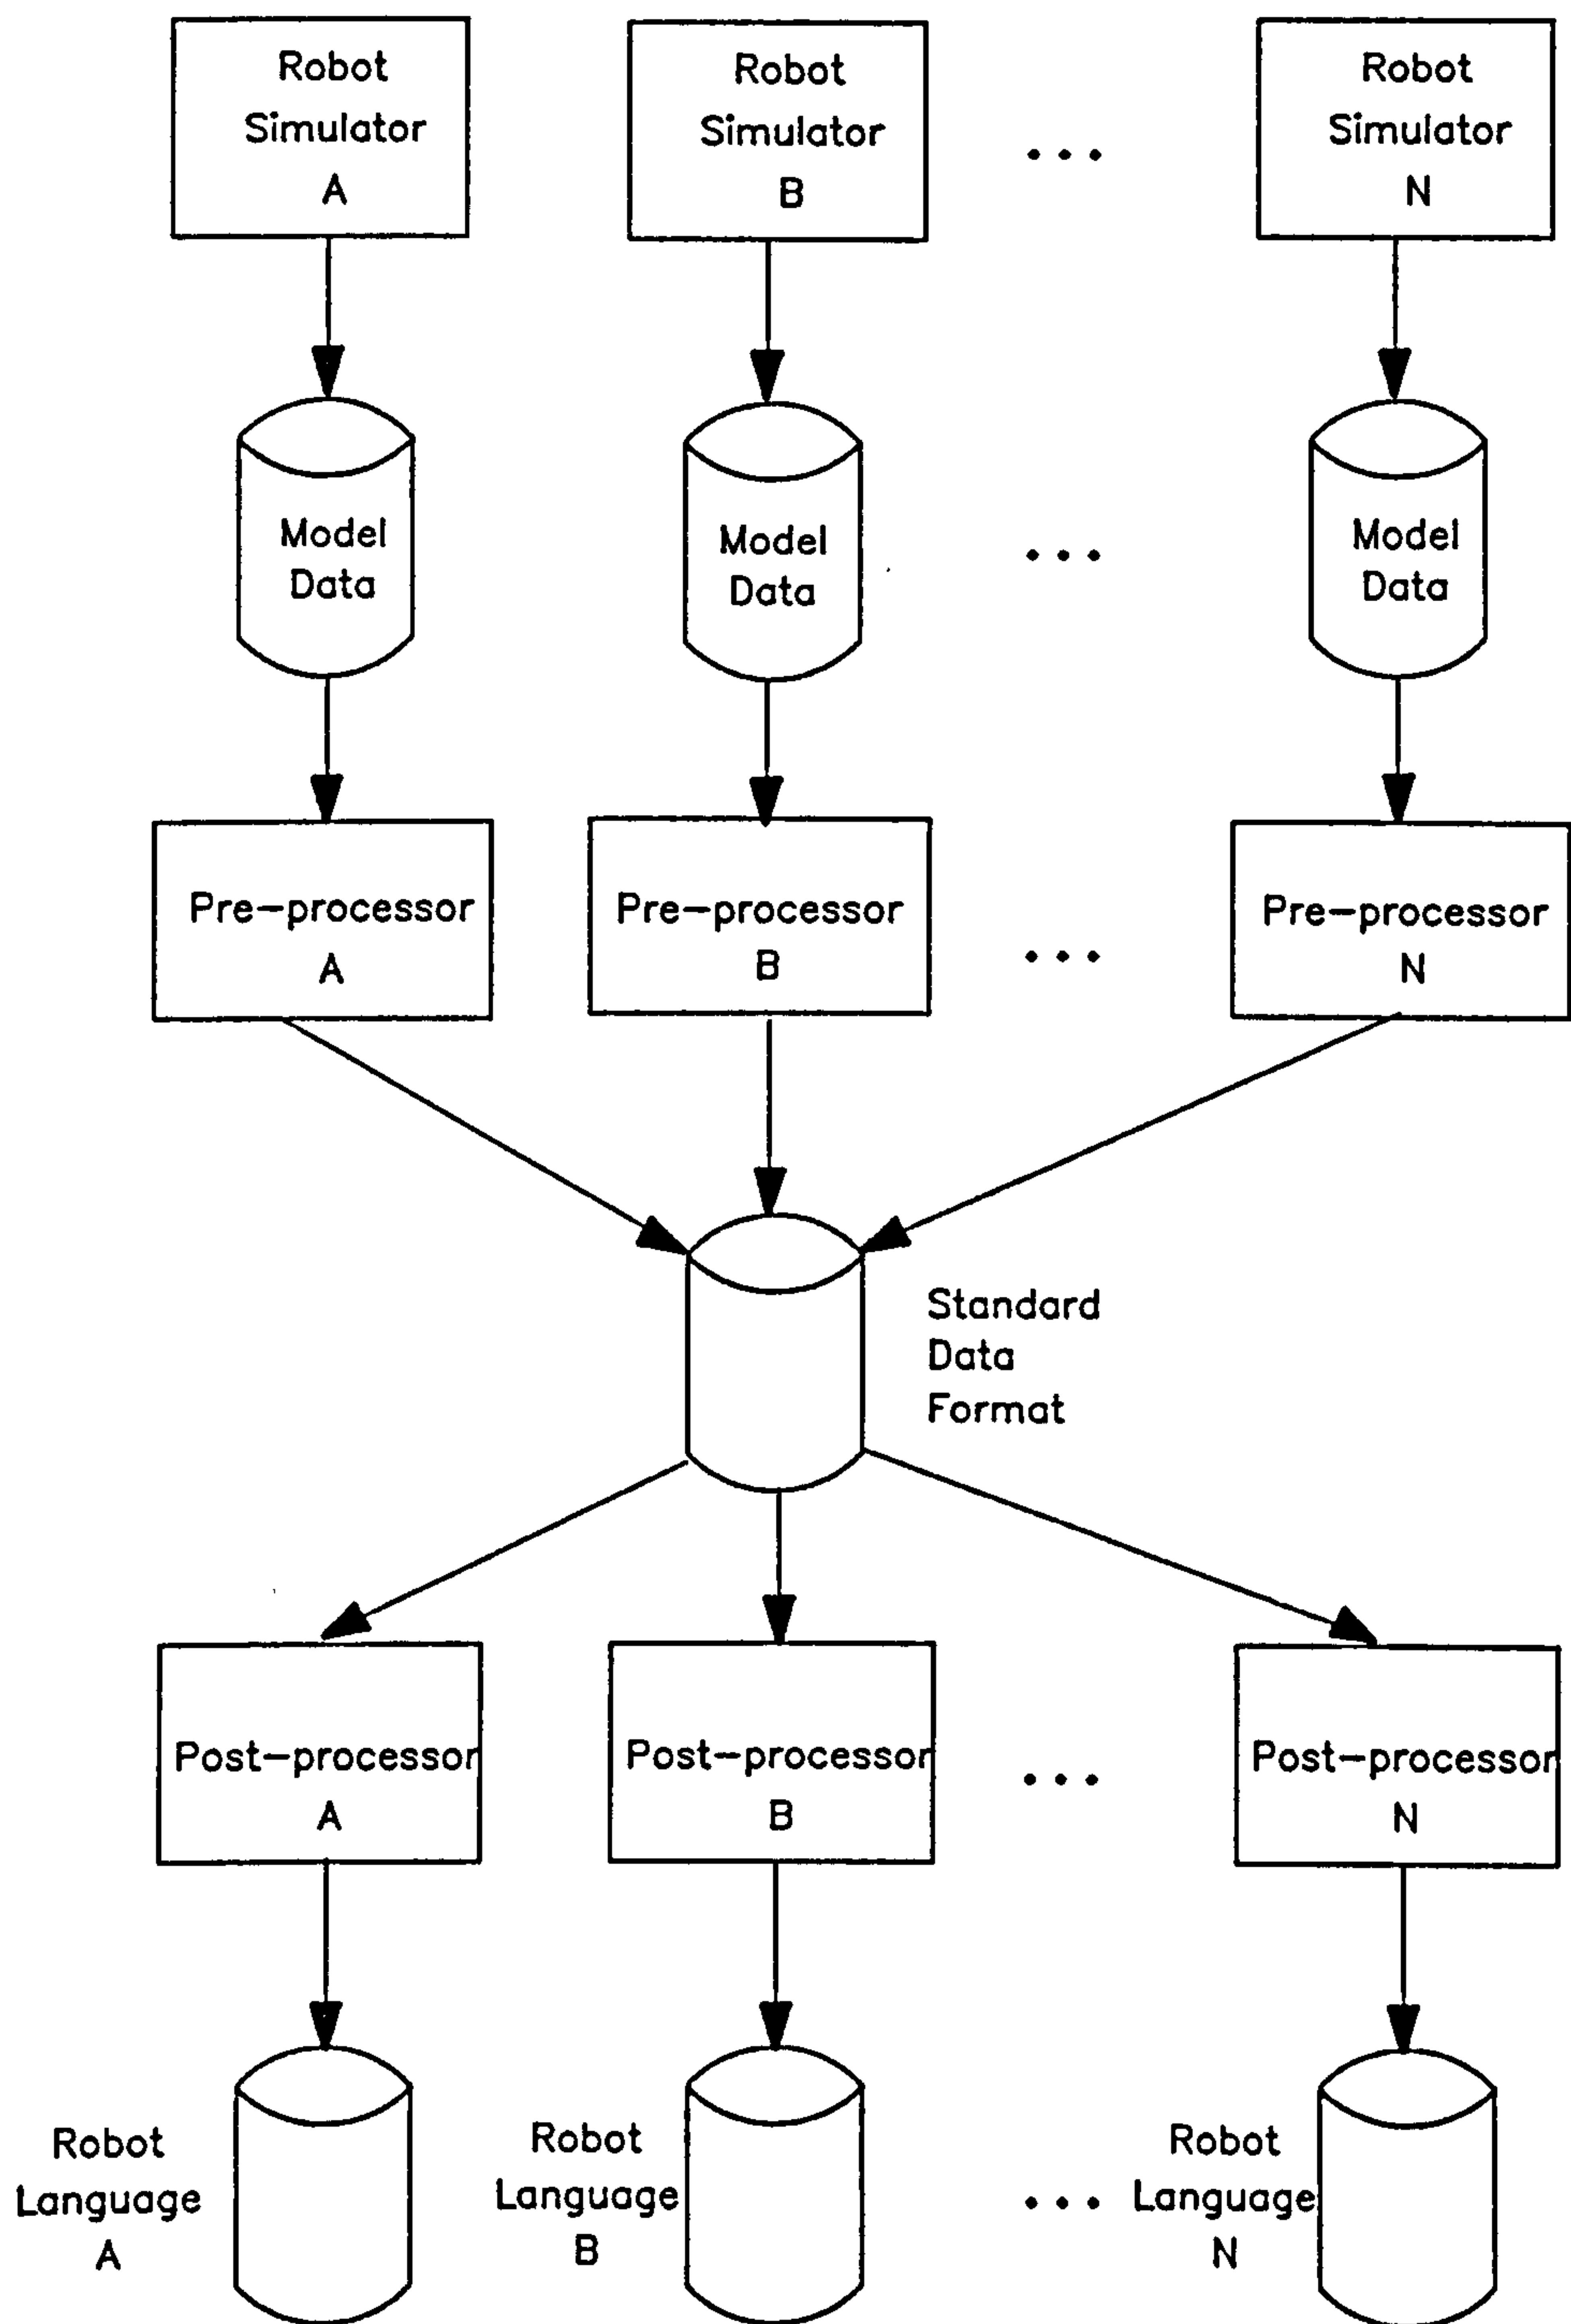 Robot
Simulator
A
Robot
Simulator
B
...
Robot
Simulator
N
Model
Data
Model
Data
...
Model
Data
Pre-processor
A
Pre-processor
B
...
Pre-processor
N
Standard
Data
Format
Post-processor
A
Post-processor
B
...
Post-processor
N
Robot
Language
A
Robot
Language
B
...
Robot
Language
N